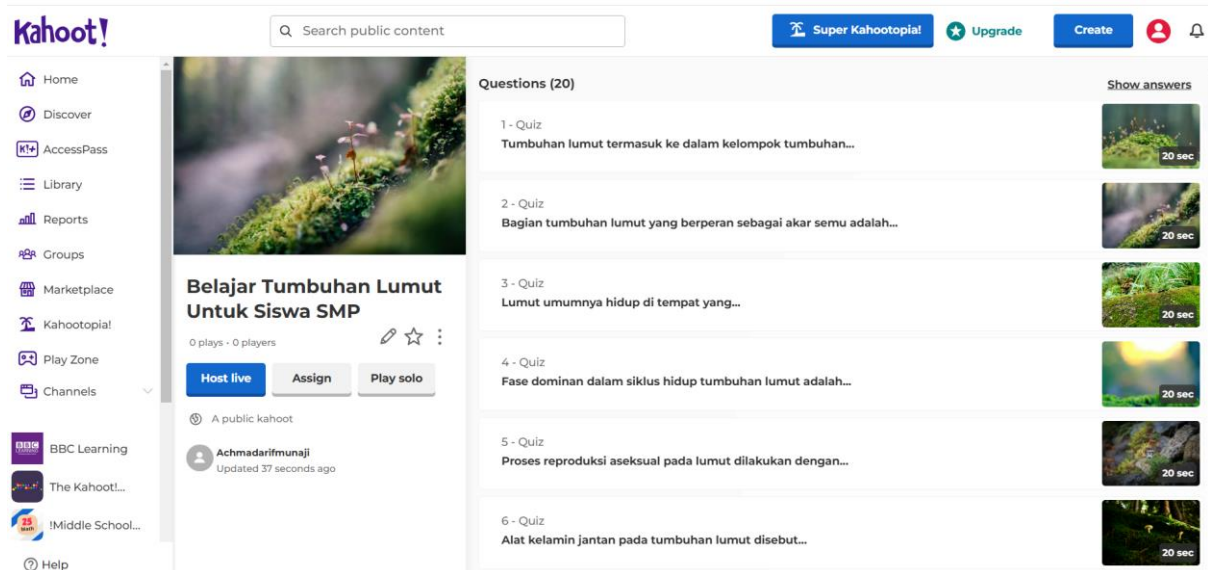 Kahoot!
Search public content
Super Kahootopia!
Upgrade
Create
Home
Discover
K!+ AccessPass
Library
Reports
Groups
Marketplace
Kahootopia!
Play Zone
Channels
BBC LEARNING BBC Learning
The Kahoot!...
25 Math !Middle School...
Help
Belajar Tumbuhan Lumut
Untuk Siswa SMP
0 plays · 0 players
Host live
Assign
Play solo
A public kahoot
Achmadarifmunaji
Updated 37 seconds ago
Questions (20)
Show answers
1 - Quiz
Tumbuhan lumut termasuk ke dalam kelompok tumbuhan...
20 sec
2 - Quiz
Bagian tumbuhan lumut yang berperan sebagai akar semu adalah...
20 sec
3 - Quiz
Lumut umumnya hidup di tempat yang...
20 sec
4 - Quiz
Fase dominan dalam siklus hidup tumbuhan lumut adalah...
20 sec
5 - Quiz
Proses reproduksi aseksual pada lumut dilakukan dengan...
20 sec
6 - Quiz
Alat kelamin jantan pada tumbuhan lumut disebut...
20 sec